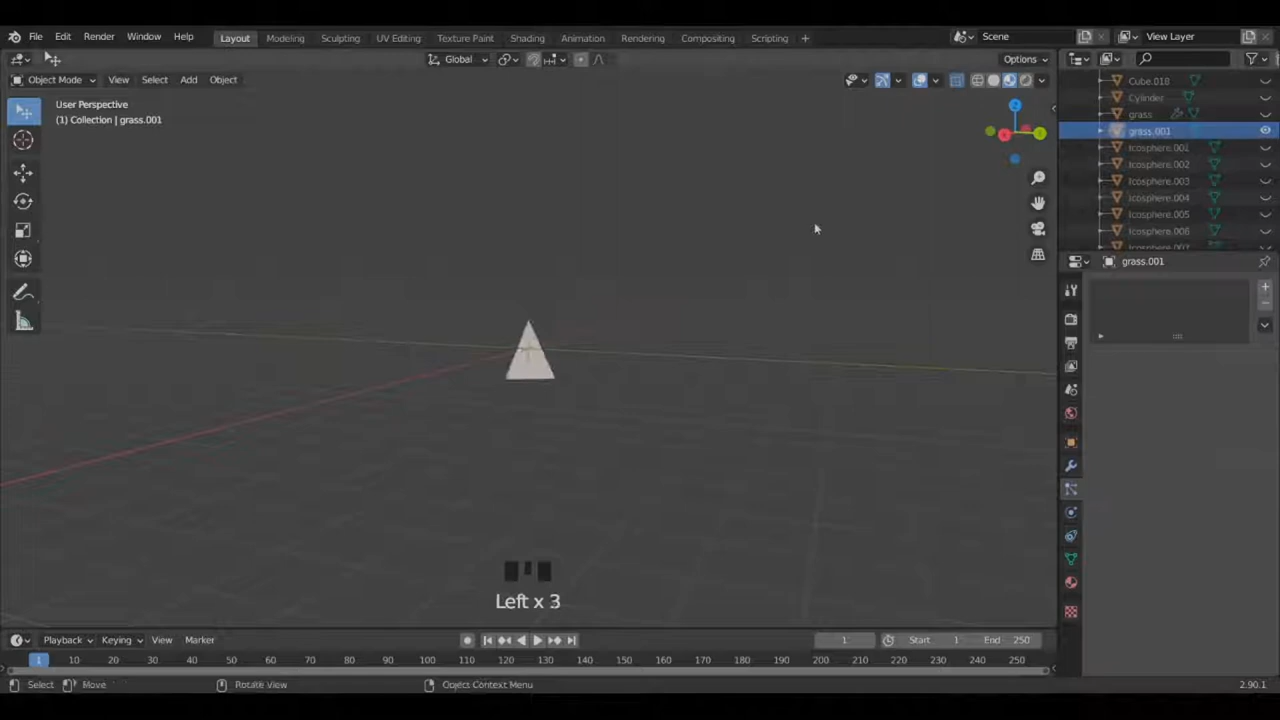 File Edit Render Window Help Layout Modeling Sculpting UV Editing Texture Paint Shading Animation Rendering Compositing Scripting + Scene View Layer
Global Options
Object Mode View Select Add Object
User Perspective
(1) Collection | grass.001
Z
Cube.018
Cylinder
grass
grass.001
Icosphere.001
Icosphere.002
Icosphere.003
Icosphere.004
Icosphere.005
Icosphere.006
Icosphere.007
grass.001
Left x 3
Playback Keying View Marker 1 Start 1 End 250
1 10 20 30 40 50 60 70 80 90 100 110 120 130 140 150 160 170 180 190 200 210 220 230 240 250
Select Move Rotate View Object Context Menu 2.90.1